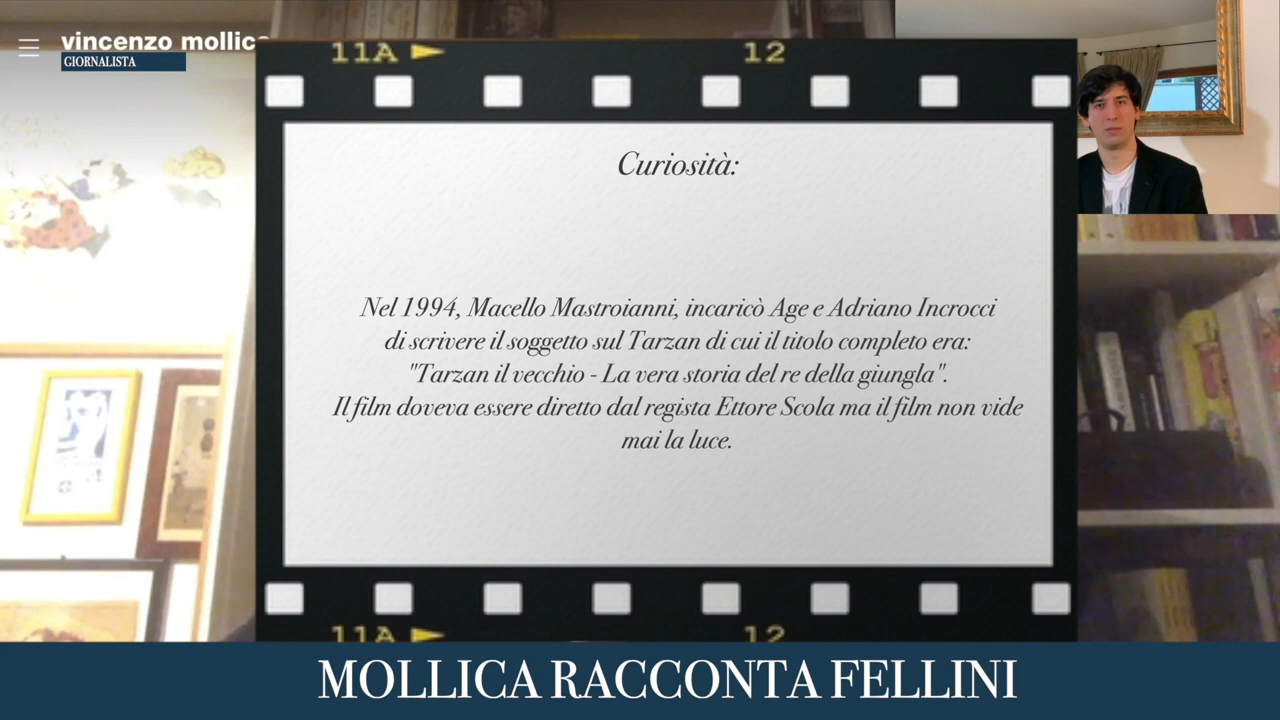 vincenzo mollica
GIORNALISTA
11A 12
Curiosità:
Nel 1994, Macello Mastroianni, incaricò Age e Adriano Incrocci
di scrivere il soggetto sul Tarzan di cui il titolo completo era:
"Tarzan il vecchio - La vera storia del re della giungla".
Il film doveva essere diretto dal regista Ettore Scola ma il film non vide
mai la luce.
11A 12
MOLLICA RACCONTA FELLINI